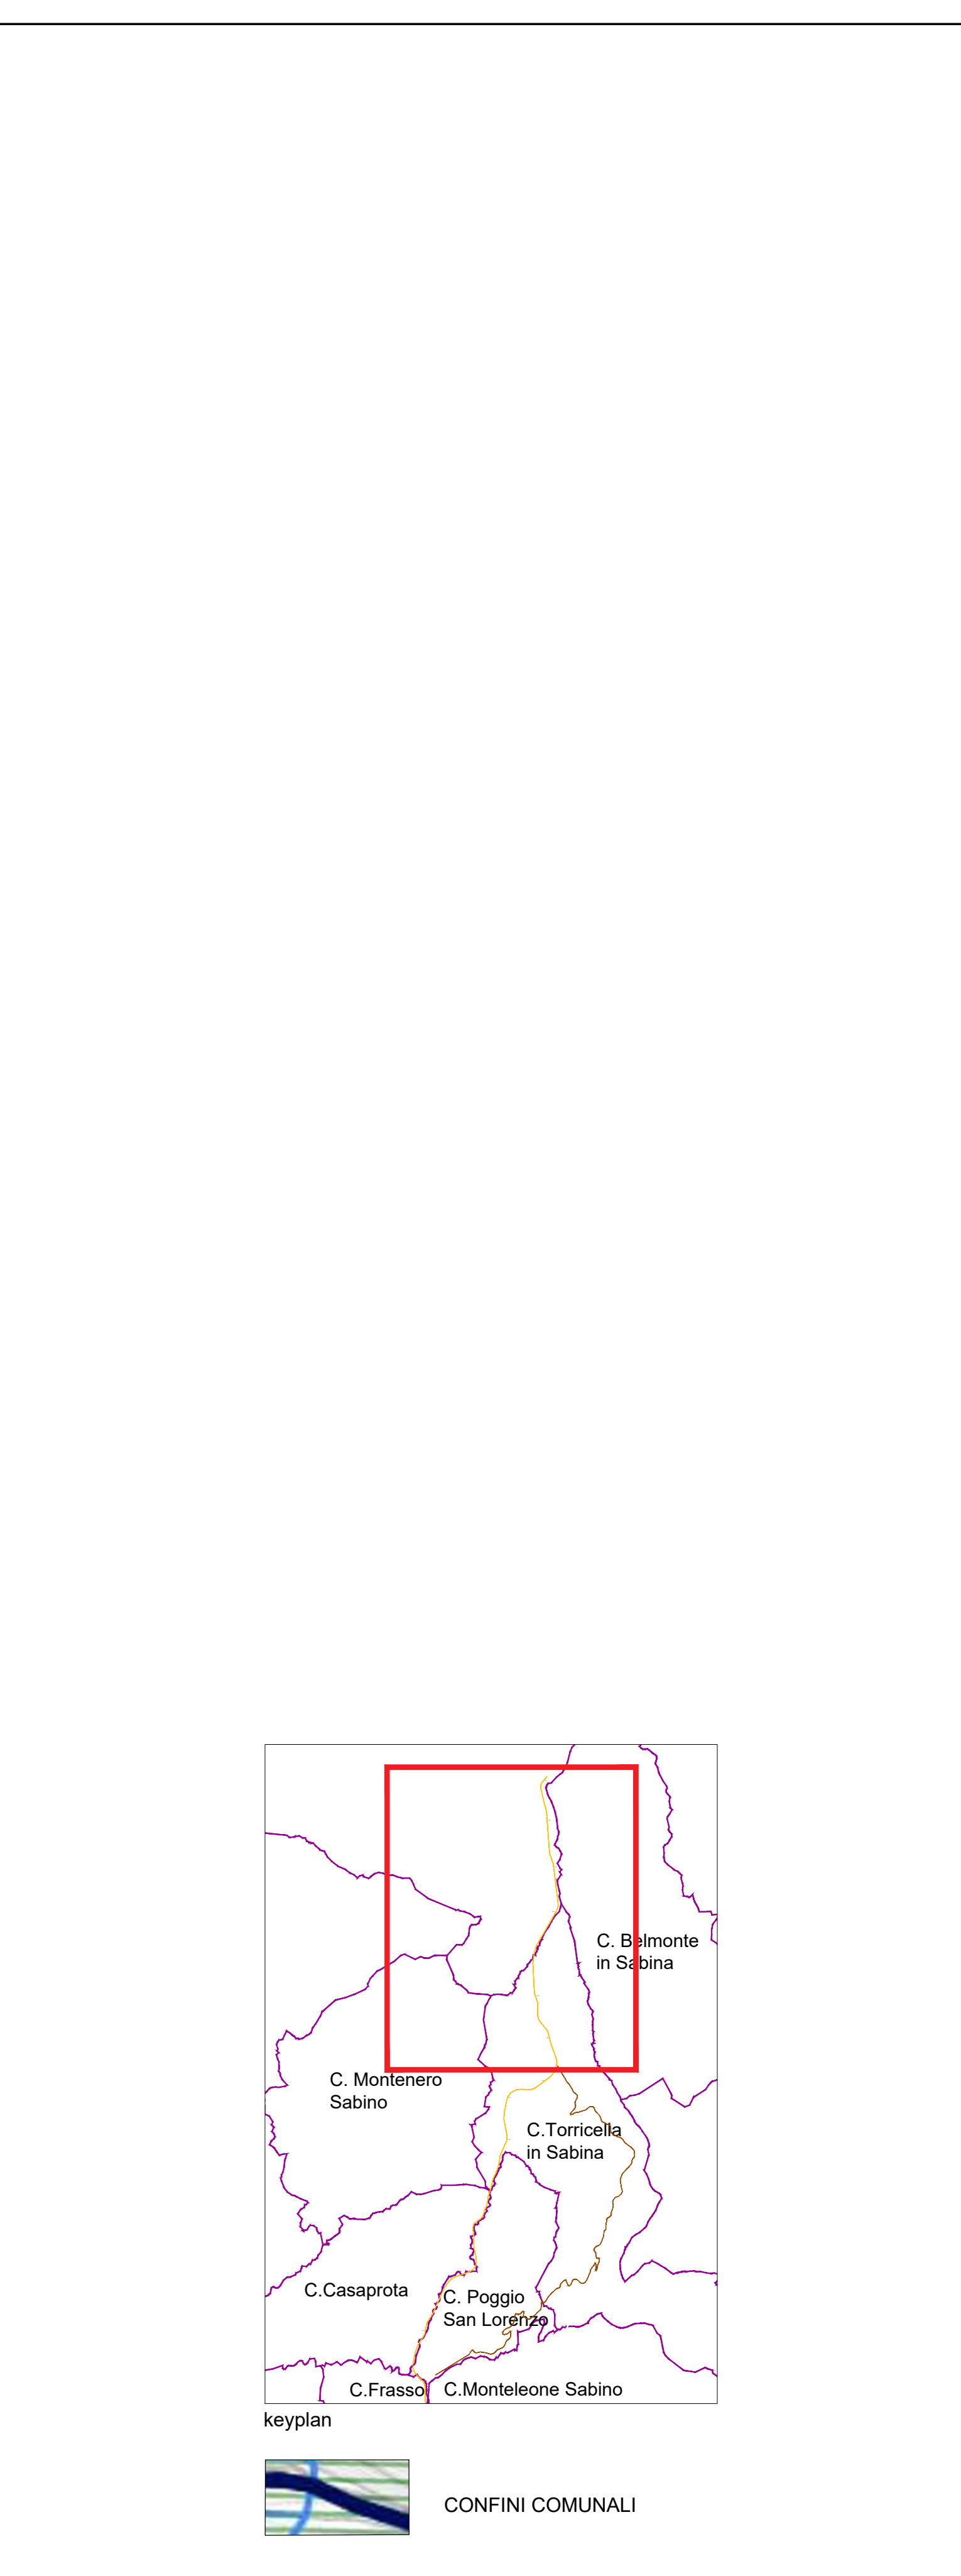 C. Belmonte
in Sabina
C. Montenero
Sabino
C.Torricella
in Sabina
C.Casaprota
C. Poggio
San Lorenzo
C.Frasso
C.Monteleone Sabino
keyplan
CONFINI COMUNALI